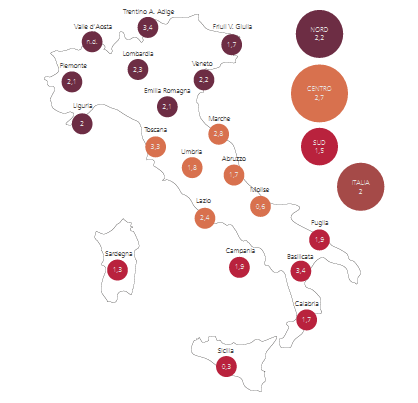 Trentino A. Adige
3,4
Valle d'Aosta
n.d.
Friuli V. Giulia
1,7
NORD
2,2
Lombardia
2,3
Piemonte
2,1
Veneto
2,2
Emilia Romagna
2,1
CENTRO
2,7
Liguria
2
Marche
2,8
Toscana
3,3
SUD
1,5
Umbria
1,8
Abruzzo
1,7
ITALIA
2
Molise
0,6
Lazio
2,4
Puglia
1,9
Campania
1,9
Basilicata
3,4
Sardegna
1,3
Calabria
1,7
Sicilia
0,3